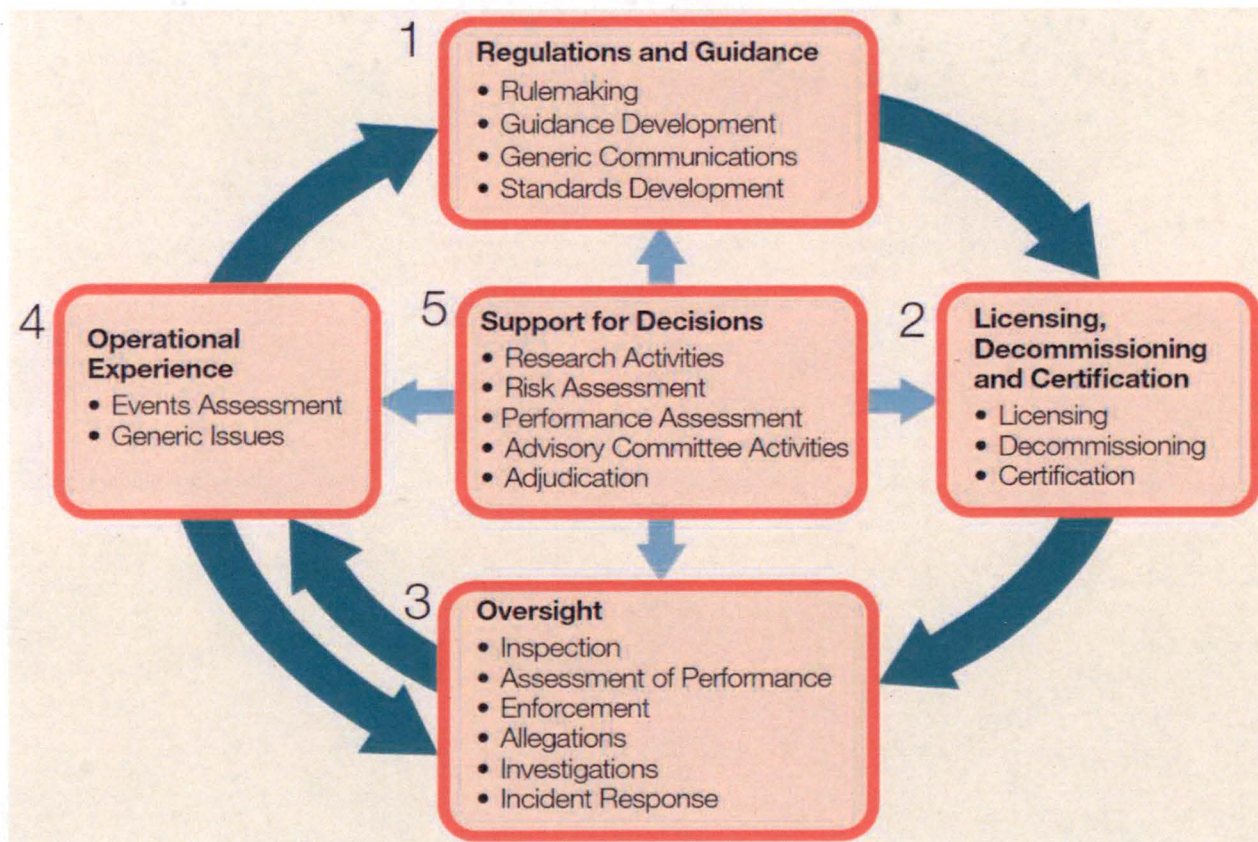 1
Regulations and Guidance
• Rulemaking
• Guidance Development
• Generic Communications
• Standards Development
4
Operational
Experience
• Events Assessment
• Generic Issues
5
Support for Decisions
• Research Activities
• Risk Assessment
• Performance Assessment
• Advisory Committee Activities
• Adjudication
2
Licensing,
Decommissioning
and Certification
• Licensing
• Decommissioning
• Certification
3
Oversight
• Inspection
• Assessment of Performance
• Enforcement
• Allegations
• Investigations
• Incident Response